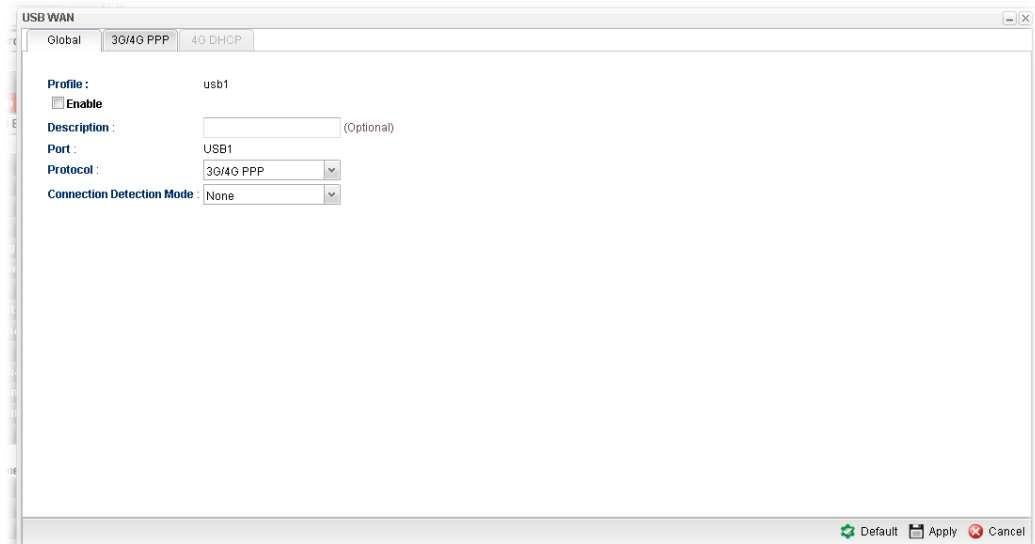 USB WAN
Global 3G/4G PPP 4G DHCP
Profile : usb1
Enable
Description : (Optional)
Port : USB1
Protocol : 3G/4G PPP
Connection Detection Mode : None
Default Apply Cancel